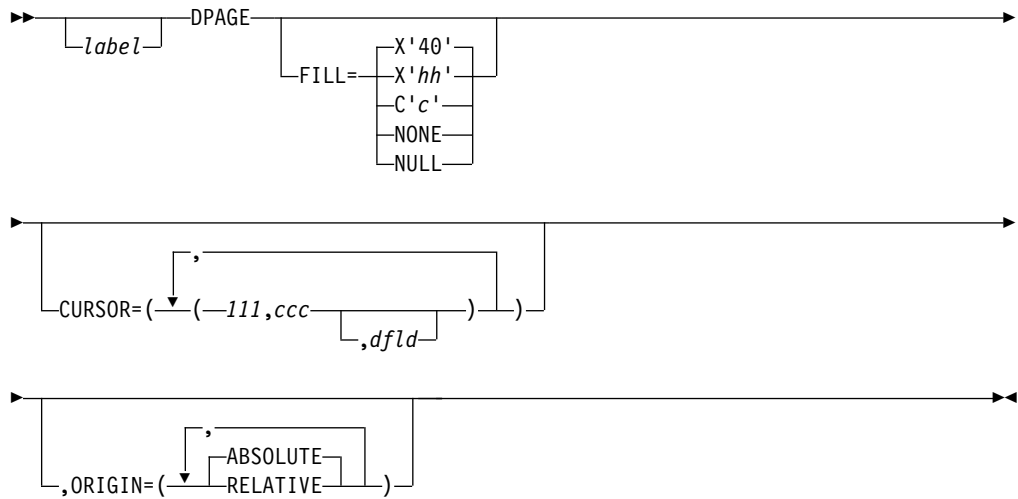 DPAGE
label
X'40'
FILL= X'hh'
C'c'
NONE
NULL
,
CURSOR=( ( 111,ccc ) )
,dfld
,
ABSOLUTE
,ORIGIN=( RELATIVE )